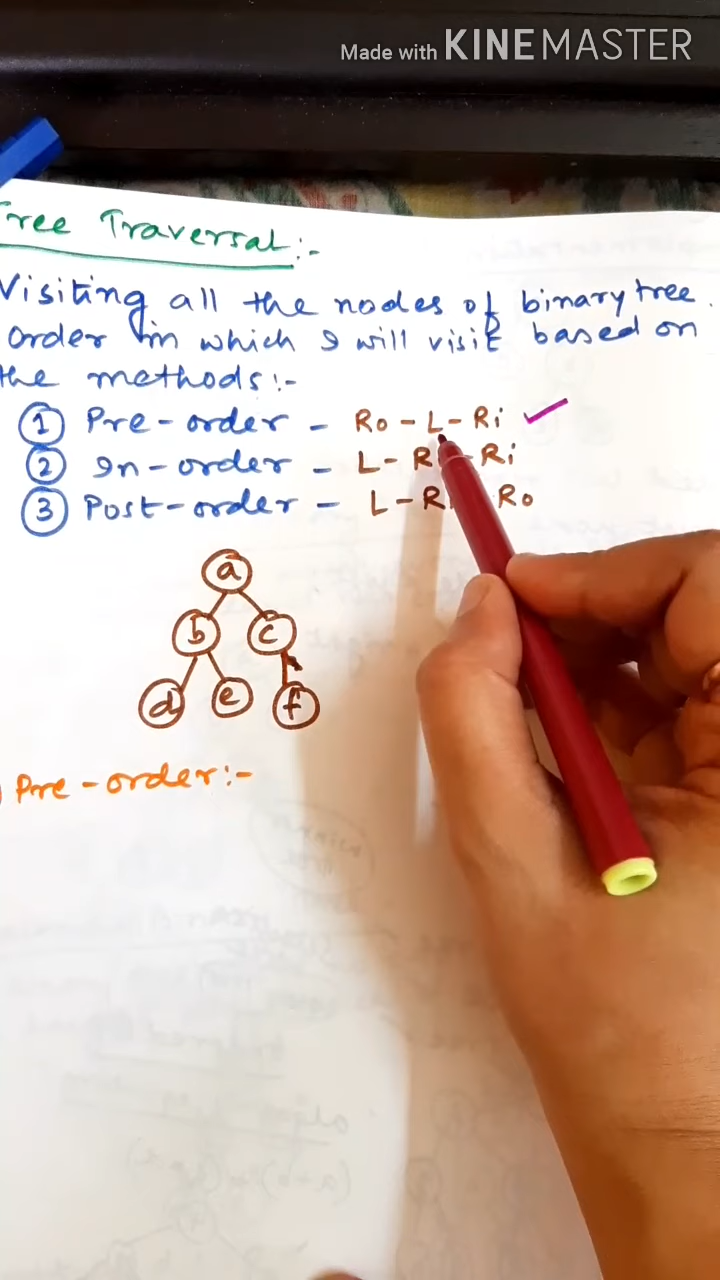 Made with KINEMASTER
Tree Traversal:-
Visiting all the nodes of binary tree.
order in which I will visit based on
the methods:-
① Pre-order - Ro - L - Ri ✓
② In-order - L - R - Ri
③ Post-order - L - R Ro
a
b c
d e f
Pre-order:-